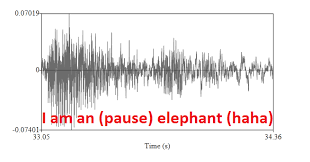 0.07019
0
I am an (pause) elephant (haha)
-0.07401
33.05 34.36
Time (s)